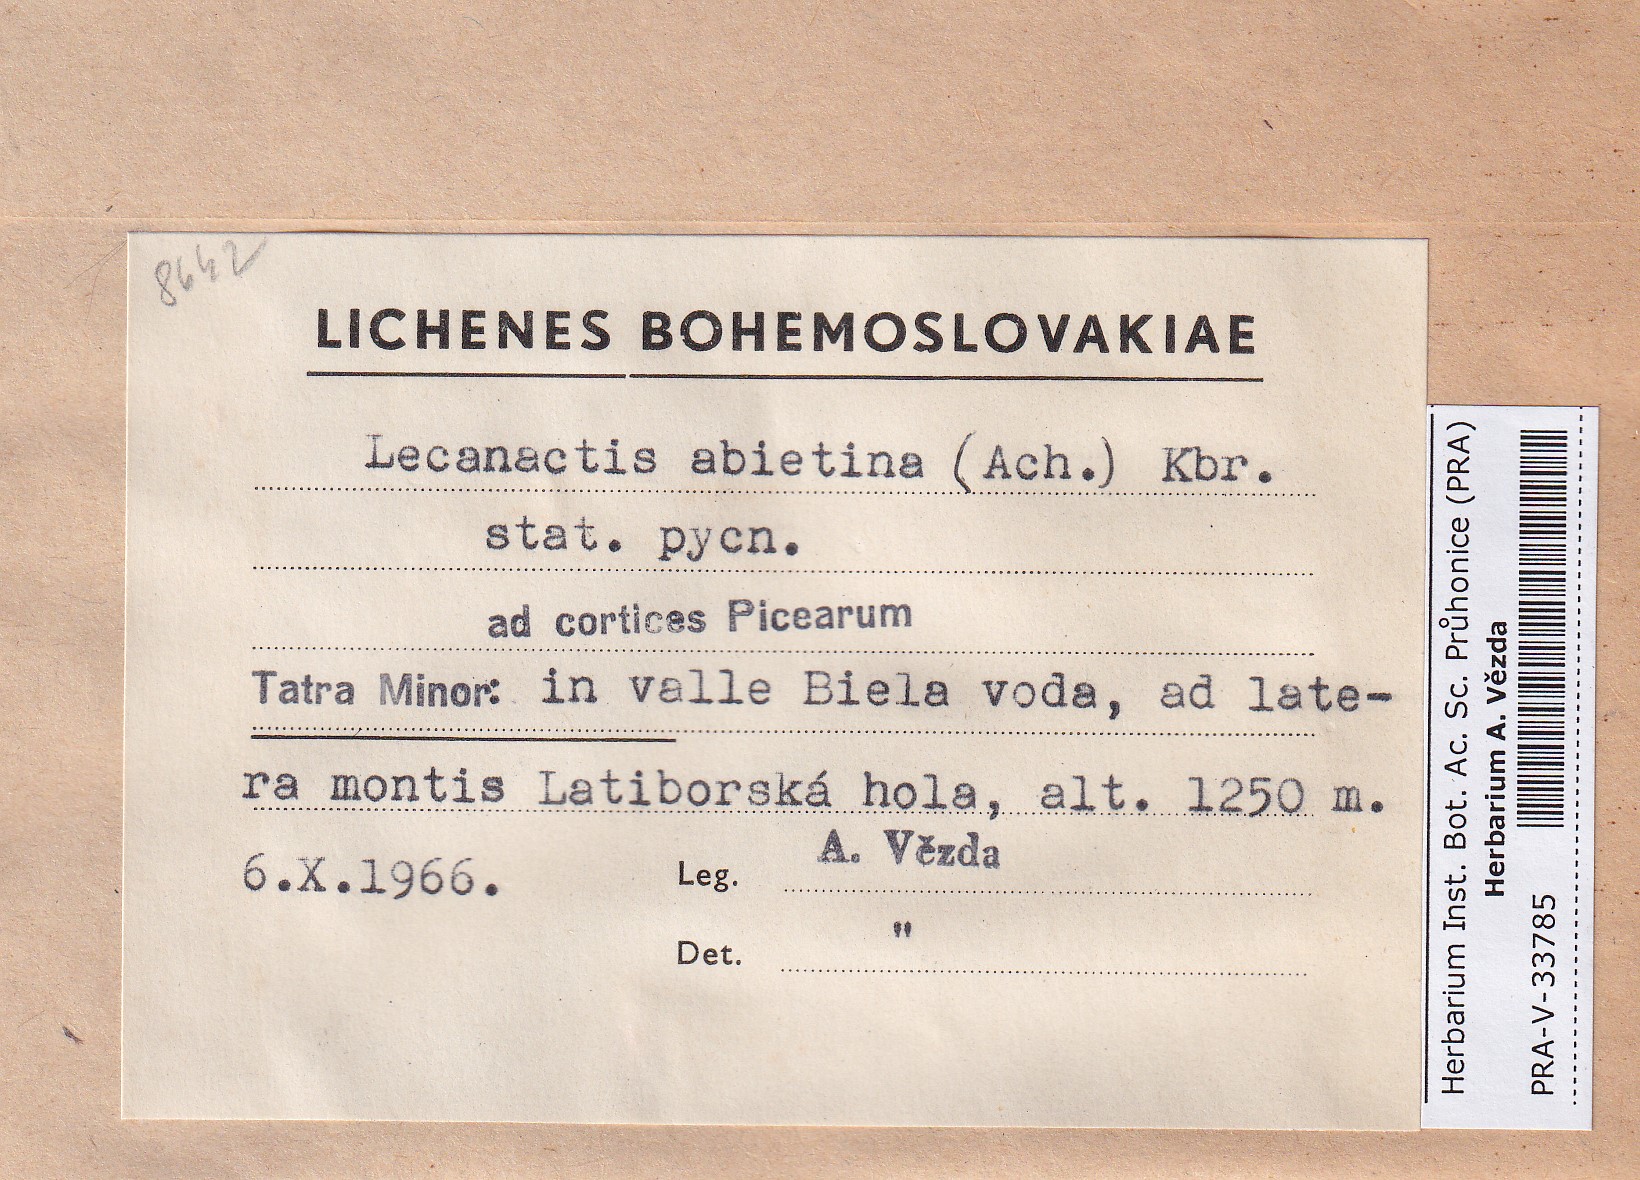 8642
LICHENES BOHEMOSLOVAKIAE
Lecanactis abietina (Ach.) Kbr.
stat. pycn.
ad cortices Picearum
Tatra Minor: in valle Biela voda, ad late-
ra montis Latiborská hola, alt. 1250 m.
6.X.1966.
Leg. A. Vězda
Det. "
Herbarium Inst. Bot. Ac. Sc. Průhonice (PRA)
Herbarium A. Vězda
PRA-V-33785